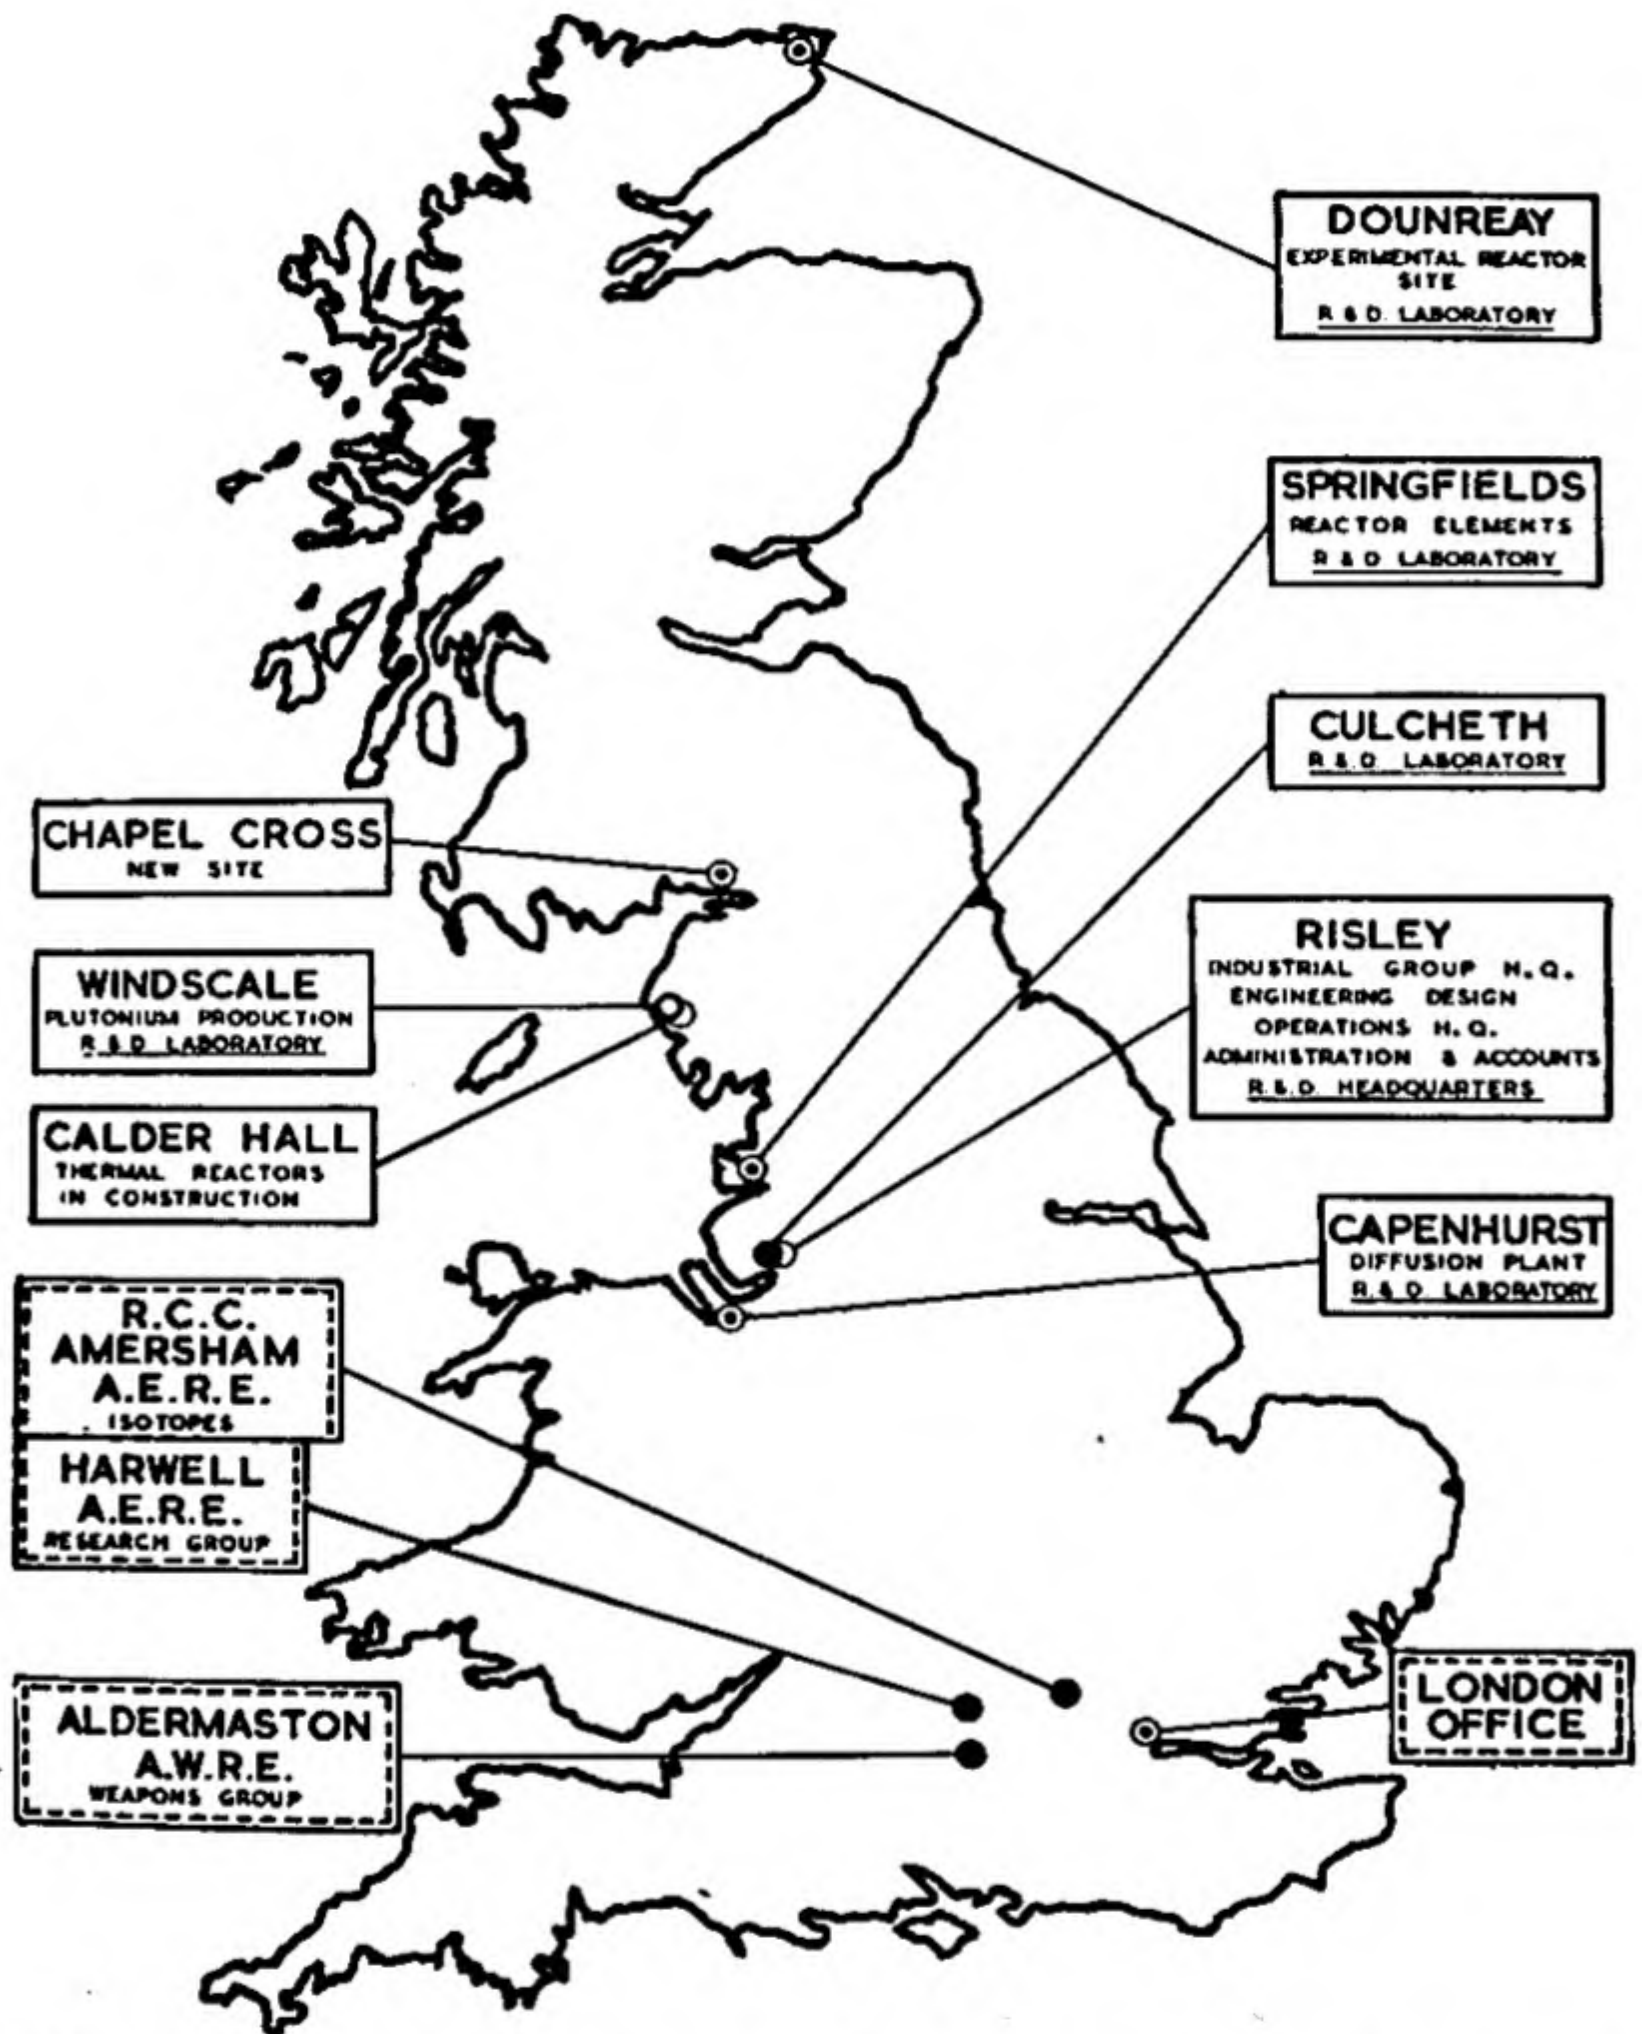 DOUNREAY
EXPERIMENTAL REACTOR
SITE
R & D. LABORATORY
SPRINGFIELDS
REACTOR ELEMENTS
R & D LABORATORY
CULCHETH
R & D. LABORATORY
CHAPEL CROSS
NEW SITE
RISLEY
INDUSTRIAL GROUP H.Q.
ENGINEERING DESIGN
OPERATIONS H.Q.
ADMINISTRATION & ACCOUNTS
R. & D. HEADQUARTERS
WINDSCALE
PLUTONIUM PRODUCTION
R & D LABORATORY
CALDER HALL
THERMAL REACTORS
IN CONSTRUCTION
CAPENHURST
DIFFUSION PLANT
R. & D. LABORATORY
R.C.C.
AMERSHAM
A.E.R.E.
ISOTOPES
HARWELL
A.E.R.E.
RESEARCH GROUP
ALDERMASTON
A.W.R.E.
WEAPONS GROUP
LONDON
OFFICE